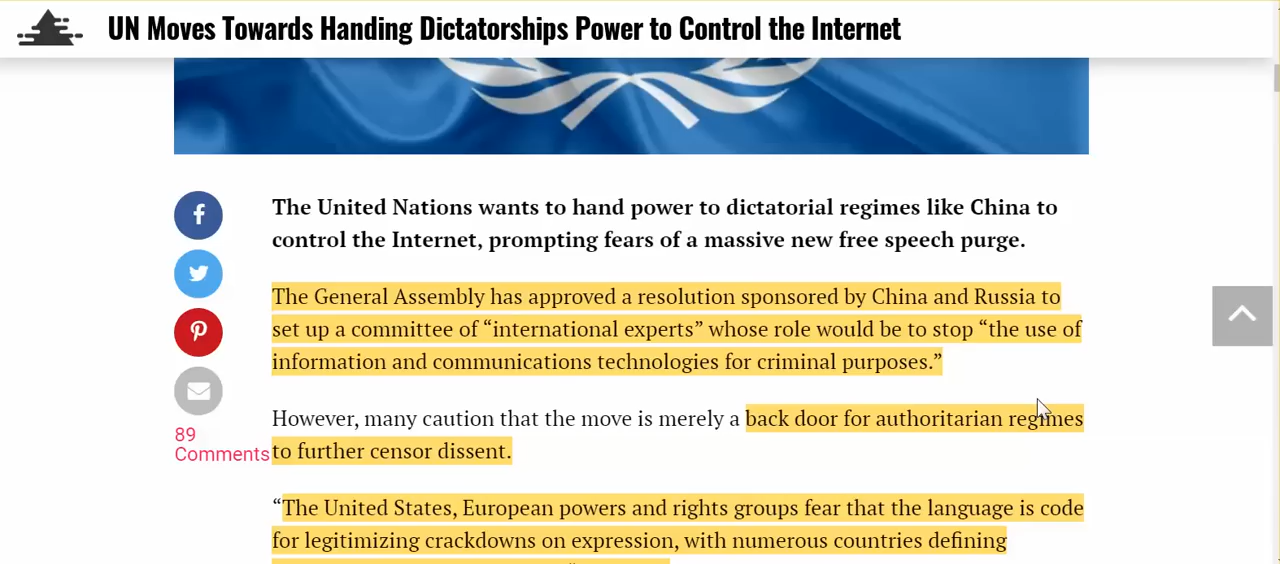 UN Moves Towards Handing Dictatorships Power to Control the Internet
The United Nations wants to hand power to dictatorial regimes like China to
control the Internet, prompting fears of a massive new free speech purge.
The General Assembly has approved a resolution sponsored by China and Russia to
set up a committee of “international experts” whose role would be to stop “the use of
information and communications technologies for criminal purposes.”
However, many caution that the move is merely a back door for authoritarian regimes
to further censor dissent.
89
Comments
“The United States, European powers and rights groups fear that the language is code
for legitimizing crackdowns on expression, with numerous countries defining